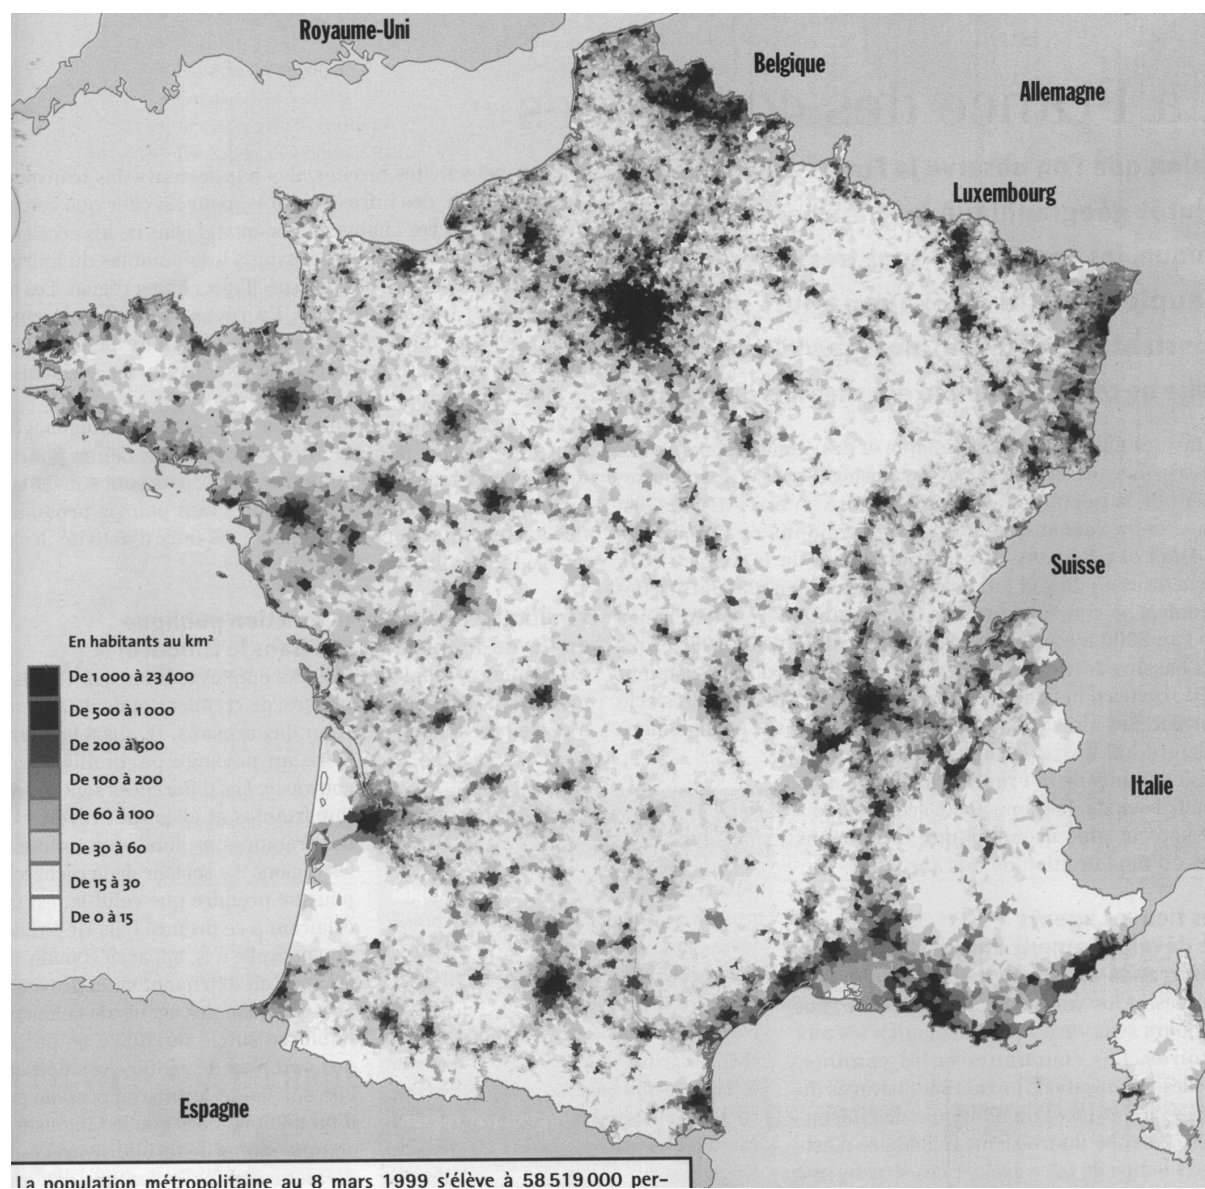 Royaume-Uni
Belgique
Allemagne
Luxembourg
Suisse
En habitants au km²
De 1 000 à 23 400
De 500 à 1 000
De 200 à 500
De 100 à 200
De 60 à 100
De 30 à 60
De 15 à 30
De 0 à 15
Italie
Espagne
La population métropolitaine au 8 mars 1999 s'élève à 58 519 000 per-